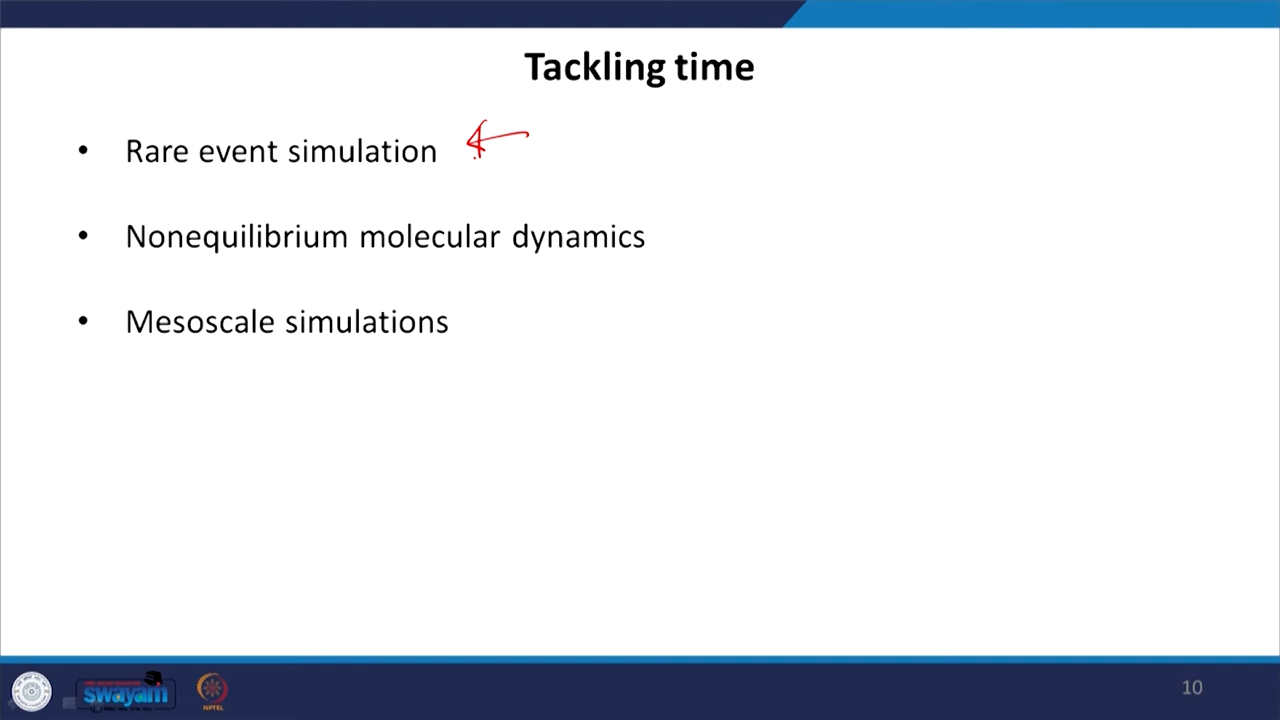 Tackling time
• Rare event simulation
• Nonequilibrium molecular dynamics
• Mesoscale simulations
swayam
NPTEL
10